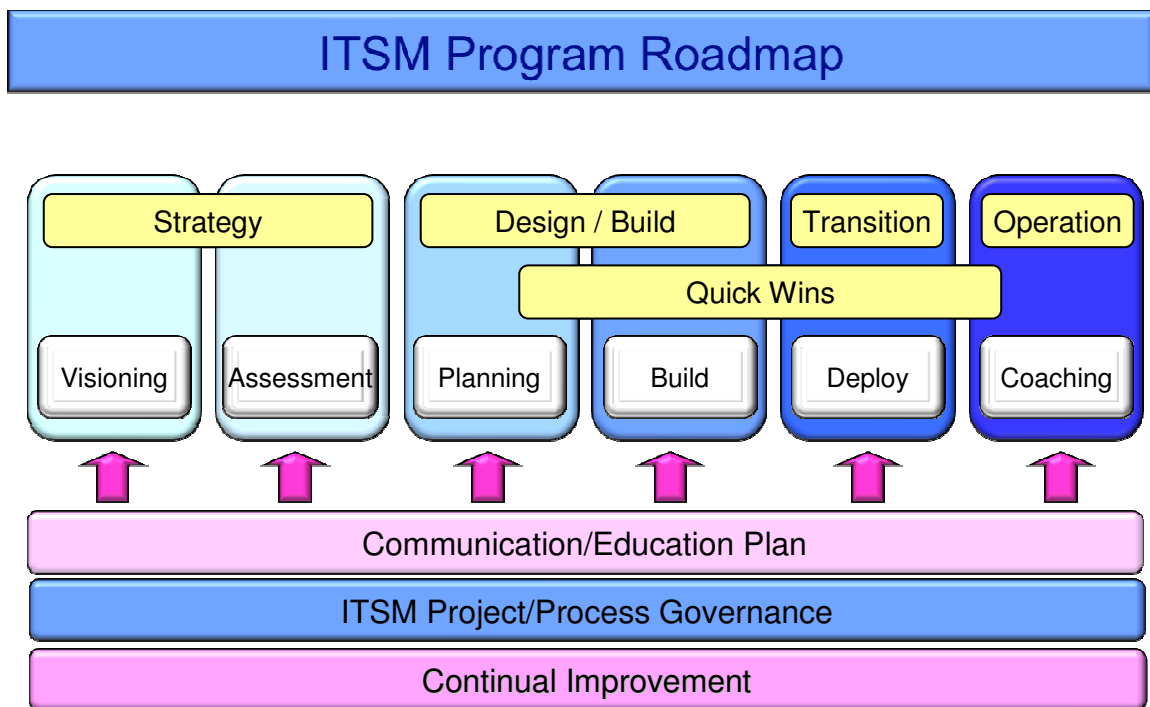 ITSM Program Roadmap
Strategy
Design / Build
Transition
Operation
Quick Wins
Visioning
Assessment
Planning
Build
Deploy
Coaching
Communication/Education Plan
ITSM Project/Process Governance
Continual Improvement